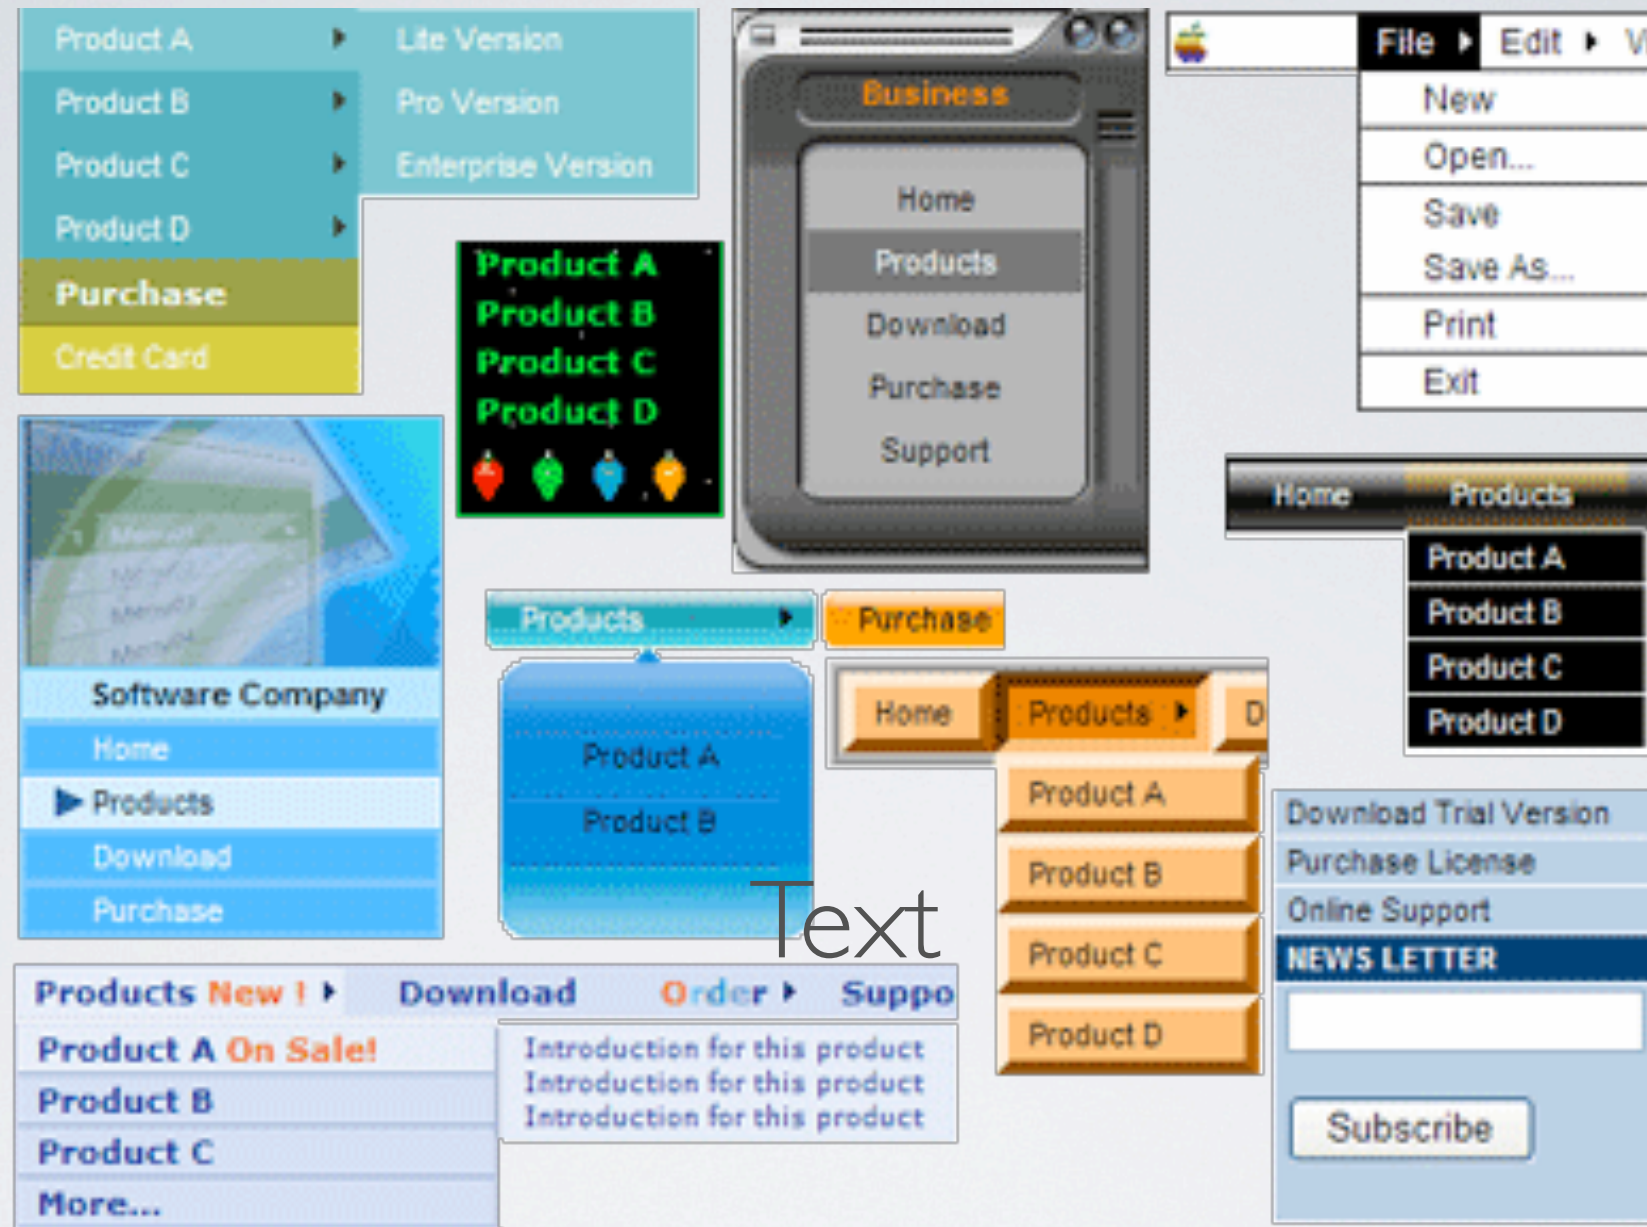 Product A
Product B
Product C
Product D
Purchase
Credit Card
Lite Version
Pro Version
Enterprise Version
Product A
Product B
Product C
Product D
Business
Home
Products
Download
Purchase
Support
File Edit
New
Open...
Save
Save As...
Print
Exit
Home Products
Product A
Product B
Product C
Product D
Software Company
Home
Products
Download
Purchase
Products Purchase
Product A
Product B
Text
Home Products D
Product A
Product B
Product C
Product D
Download Trial Version
Purchase License
Online Support
NEWS LETTER
Subscribe
Products New ! Download Order Suppo
Product A On Sale!
Product B
Product C
More...
Introduction for this product
Introduction for this product
Introduction for this product